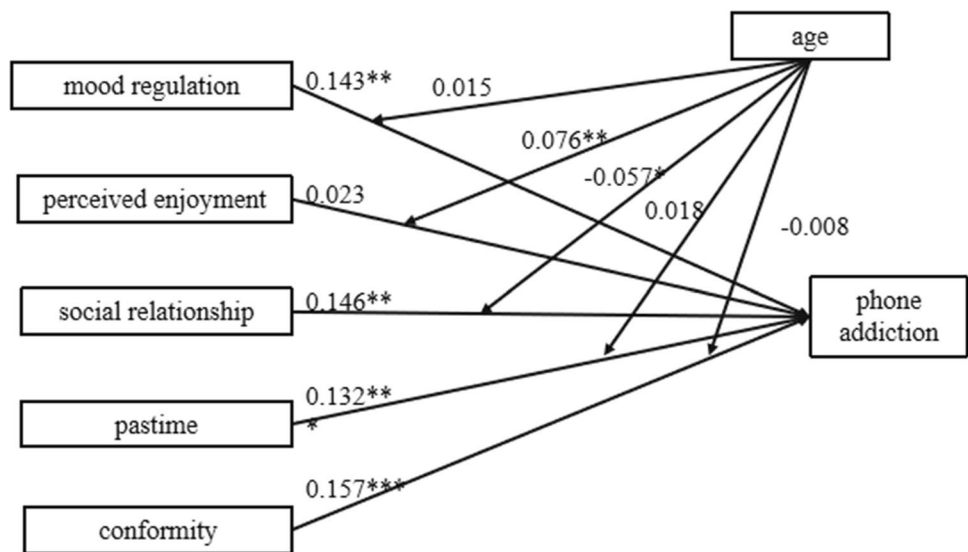 age
mood regulation
0.143**
0.015
0.076**
perceived enjoyment
0.023
-0.057*
0.018
-0.008
social relationship
0.146**
phone
addiction
pastime
0.132**
*
conformity
0.157***